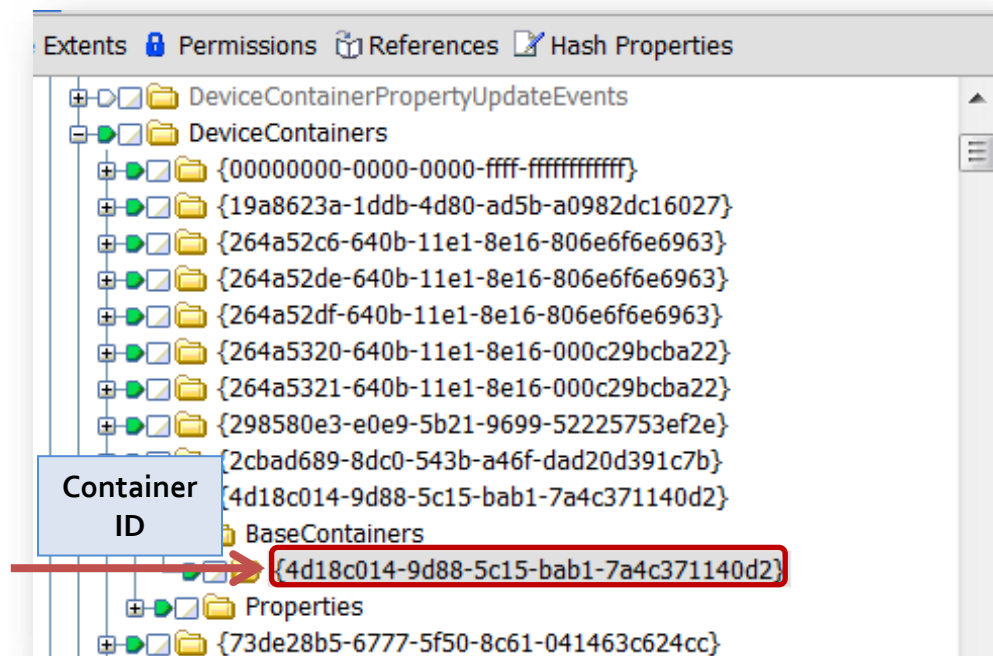 Extents Permissions References Hash Properties
DeviceContainerPropertyUpdateEvents
DeviceContainers
{00000000-0000-0000-ffff-ffffffffffff}
{19a8623a-1ddb-4d80-ad5b-a0982dc16027}
{264a52c6-640b-11e1-8e16-806e6f6e6963}
{264a52de-640b-11e1-8e16-806e6f6e6963}
{264a52df-640b-11e1-8e16-806e6f6e6963}
{264a5320-640b-11e1-8e16-000c29bcba22}
{264a5321-640b-11e1-8e16-000c29bcba22}
{298580e3-e0e9-5b21-9699-52225753ef2e}
{2cbad689-8dc0-543b-a46f-dad20d391c7b}
{4d18c014-9d88-5c15-bab1-7a4c371140d2}
Container
ID
BaseContainers
{4d18c014-9d88-5c15-bab1-7a4c371140d2}
Properties
{73de28b5-6777-5f50-8c61-041463c624cc}